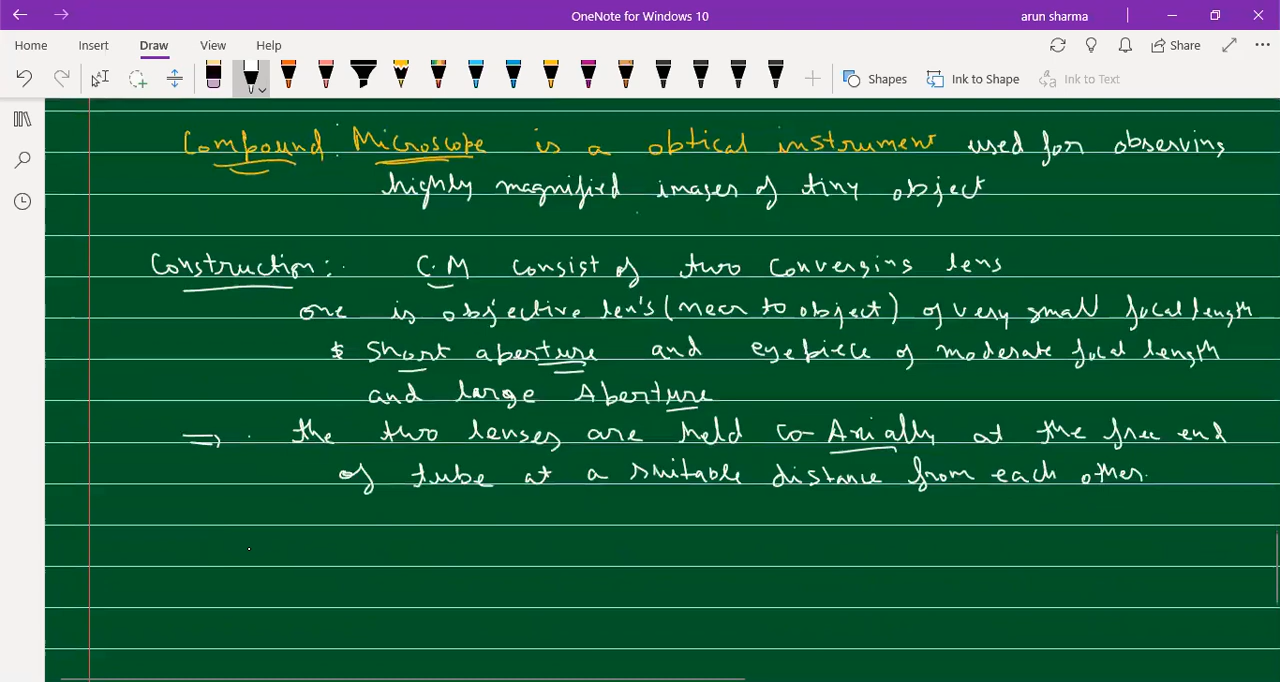 OneNote for Windows 10
arun sharma
Home Insert Draw View Help
Share
Shapes Ink to Shape Ink to Text
Compound Microscope is a optical instrument used for observing
highly magnified images of tiny object
Construction: C.M consist of two converging lens
one is objective len's (near to object) of very small focal length
& Short aperture and eyepiece of moderate focal length
and large Aperture
⇒ the two lenses are held co-Axially at the free end
of tube at a suitable distance from each other.